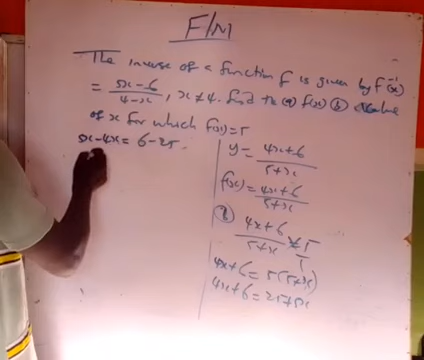 F/M
The inverse of a function f is given by f⁻¹(x)
= 5x-6/4-x, x≠4. find the (a) f(x) (b) value
of x for which f(x)=5
5x-4x= 6-25.
y= 4x+6/5+x
f(x)= 4x+6/5+x
(b) 4x+6/5+x = 5/1
4x+6 = 5(5+x)
4x+6 = 25+5x